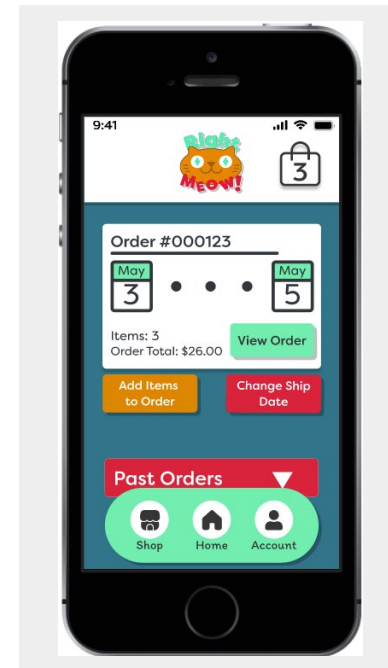 9:41
Right
MEOW!
3
Order #000123
May
3
May
5
Items: 3
Order Total: $26.00
View Order
Add Items
to Order
Change Ship
Date
Past Orders
Shop
Home
Account